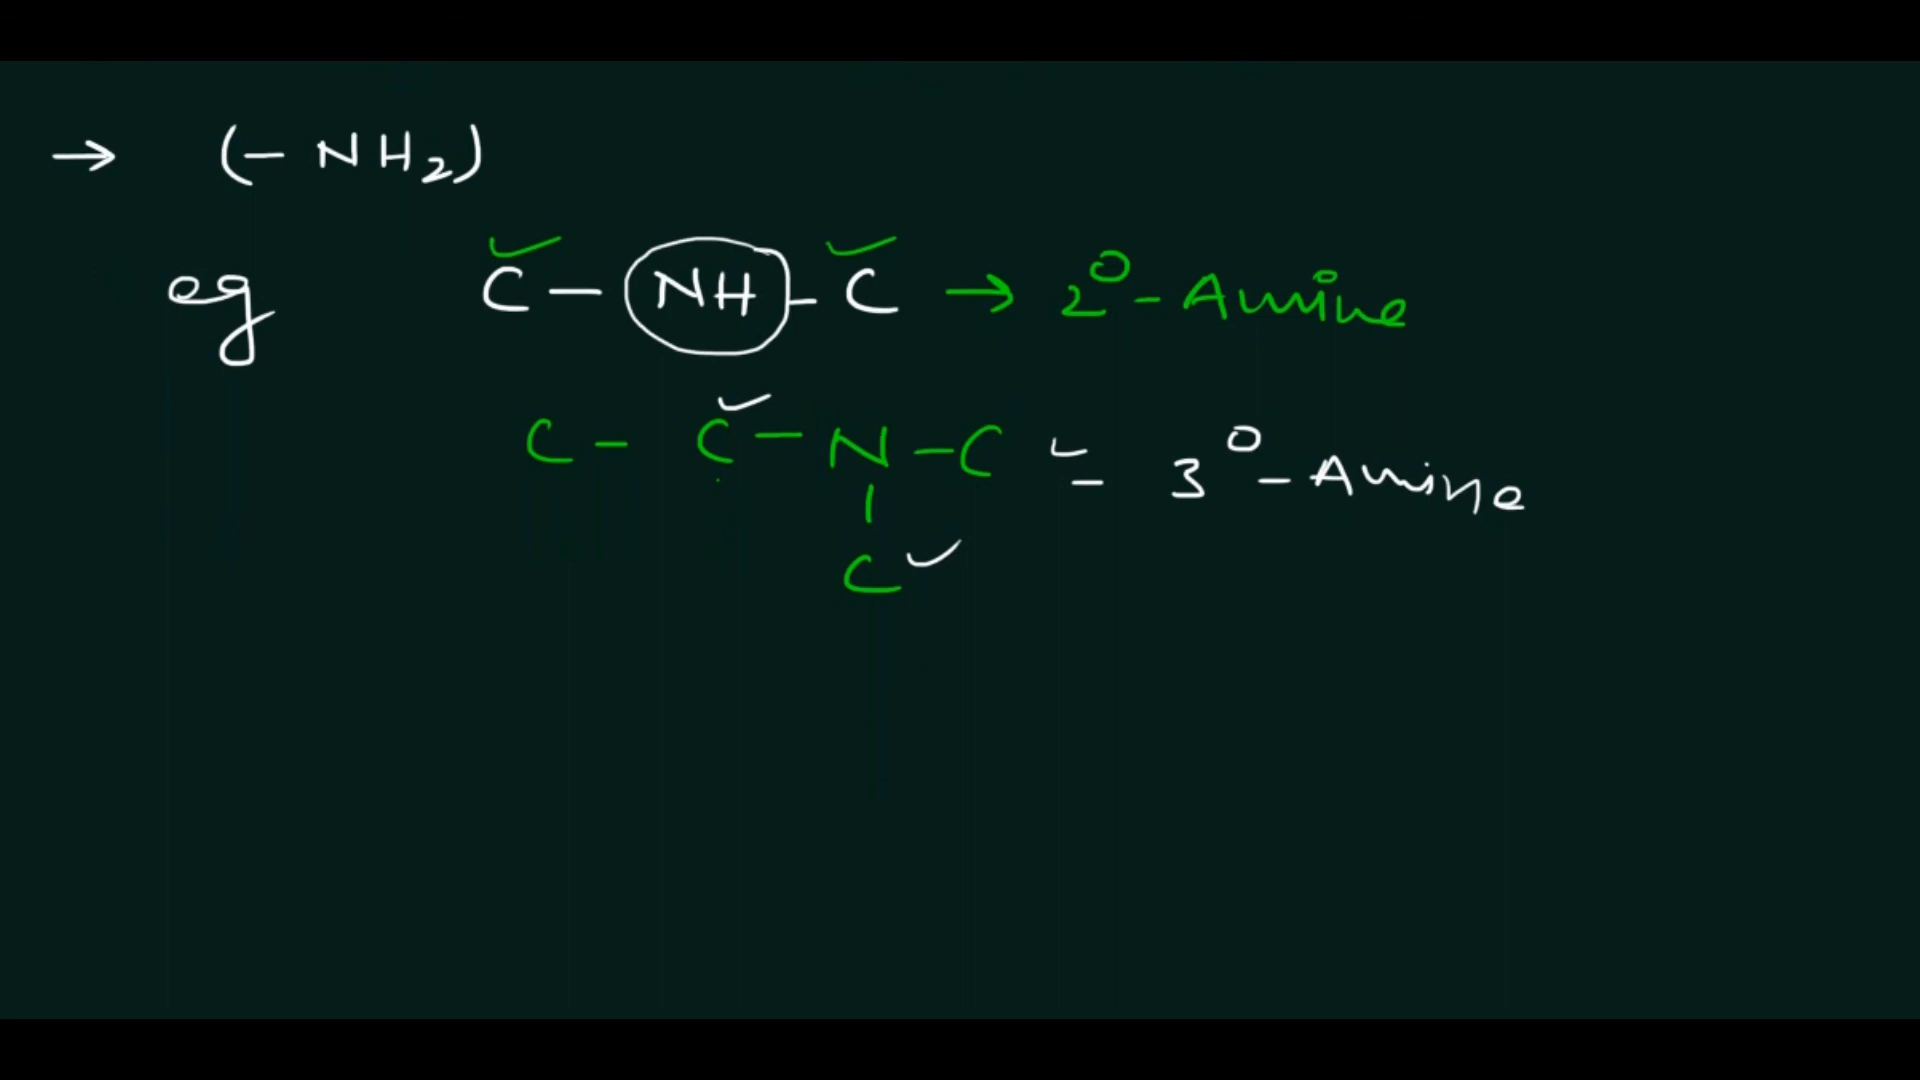 → (- NH₂)
eg C - NH - C → 2° - Amine
C - C - N - C - 3° - Amine
|
C